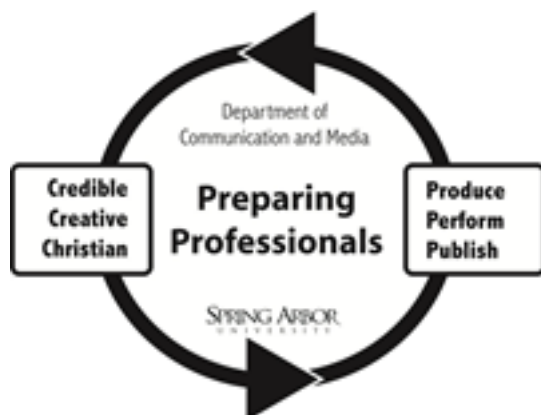 Department of
Communication and Media
Credible
Creative
Christian
Preparing
Professionals
Produce
Perform
Publish
SPRING ARBOR
UNIVERSITY